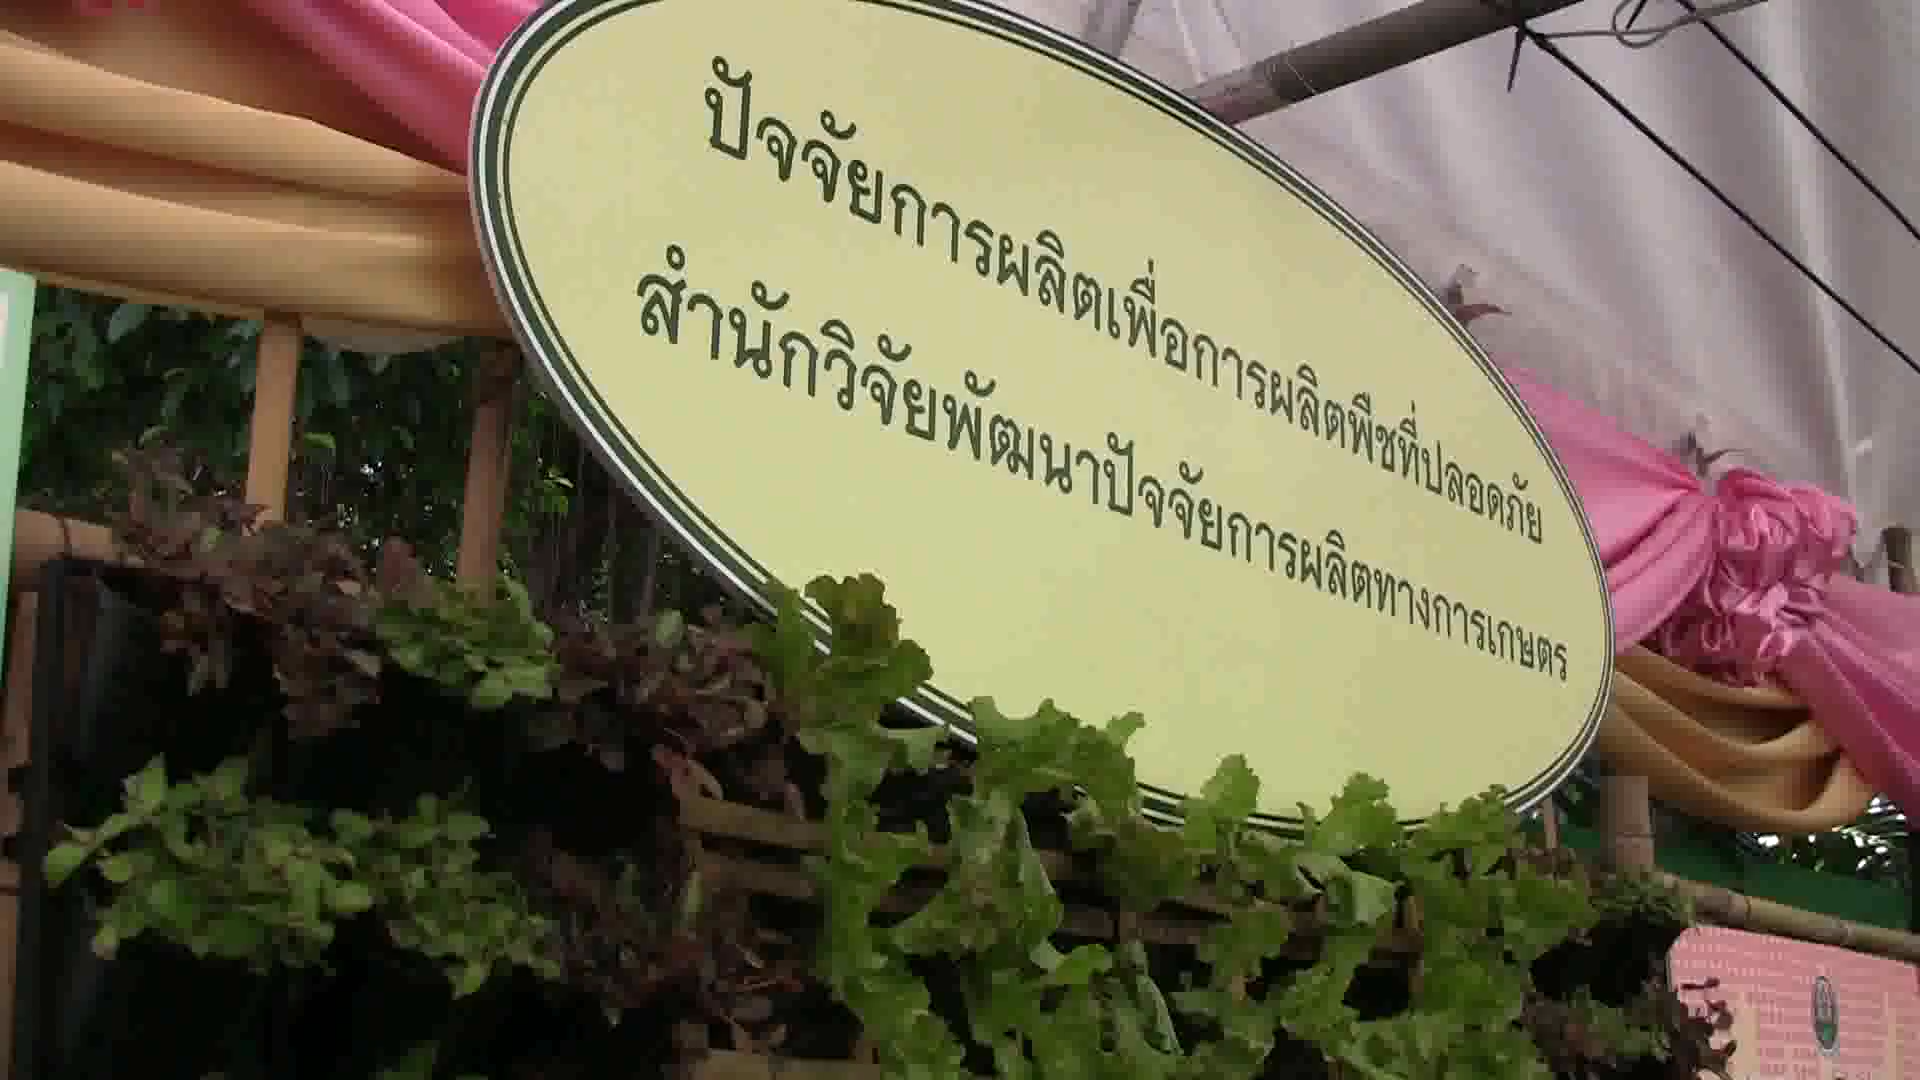 ปัจจัยการผลิตเพื่อการผลิตพืชที่ปลอดภัย
สำนักวิจัยพัฒนาปัจจัยการผลิตทางการเกษตร